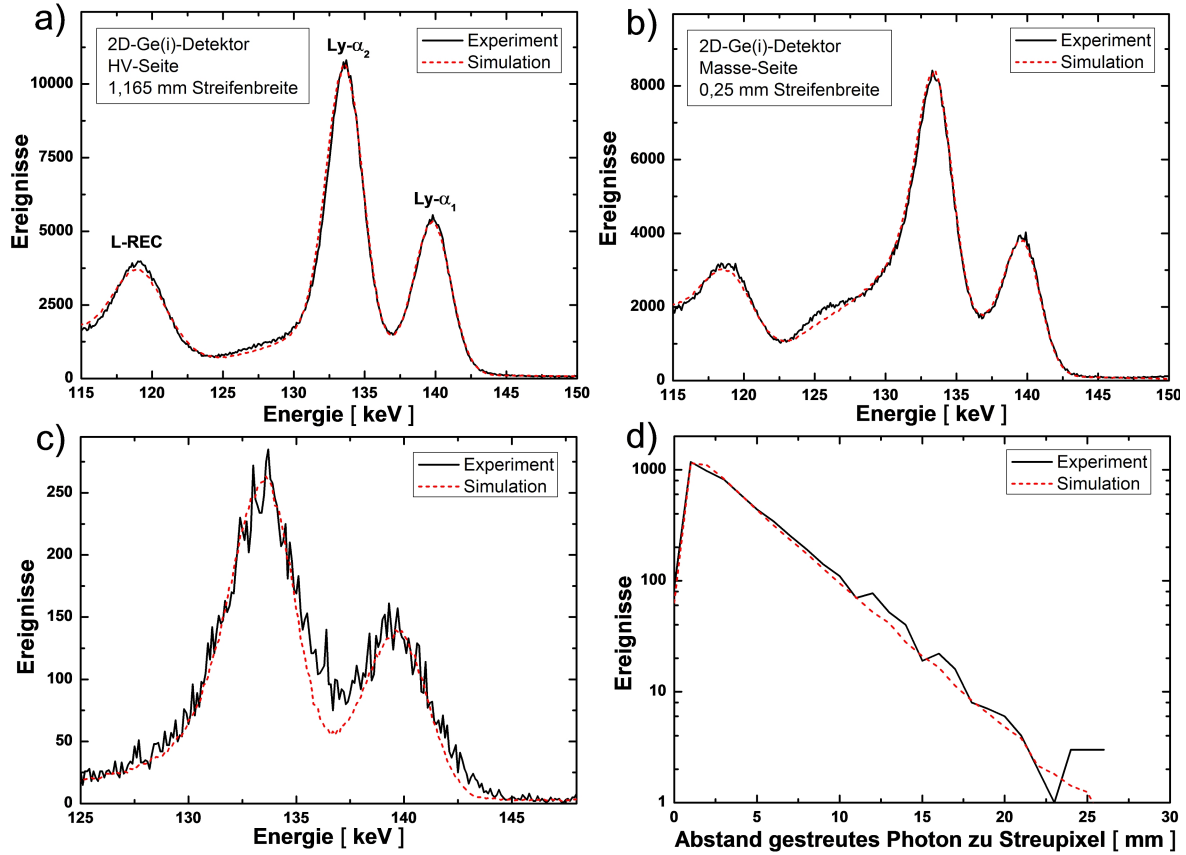 a)
2D-Ge(i)-Detektor
HV-Seite
1,165 mm Streifenbreite
Experiment
Simulation
Ly-α₂
Ly-α₁
L-REC
Ereignisse
10000
7500
5000
2500
0
115 120 125 130 135 140 145 150
Energie [ keV]
b)
2D-Ge(i)-Detektor
Masse-Seite
0,25 mm Streifenbreite
Experiment
Simulation
Ereignisse
8000
6000
4000
2000
0
115 120 125 130 135 140 145 150
Energie [ keV]
c)
Experiment
Simulation
Ereignisse
250
200
150
100
50
0
125 130 135 140 145
Energie [ keV]
d)
Experiment
Simulation
Ereignisse
1000
100
10
1
0 5 10 15 20 25 30
Abstand gestreutes Photon zu Streupixel [ mm]